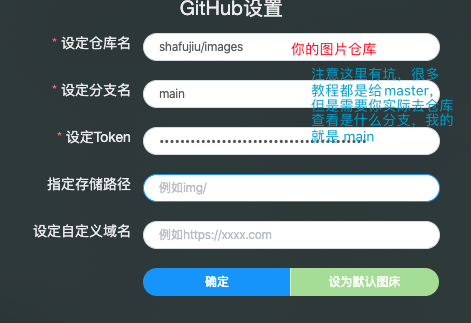 GitHub设置
* 设定仓库名
shafujiu/images
你的图片仓库
* 设定分支名
main
注意这里有坑，很多
教程都是给master，
但是需要你实际去仓库
查看是什么分支，我的
就是 main
* 设定Token
指定存储路径
例如img/
设定自定义域名
例如https://xxxx.com
确定
设为默认图床